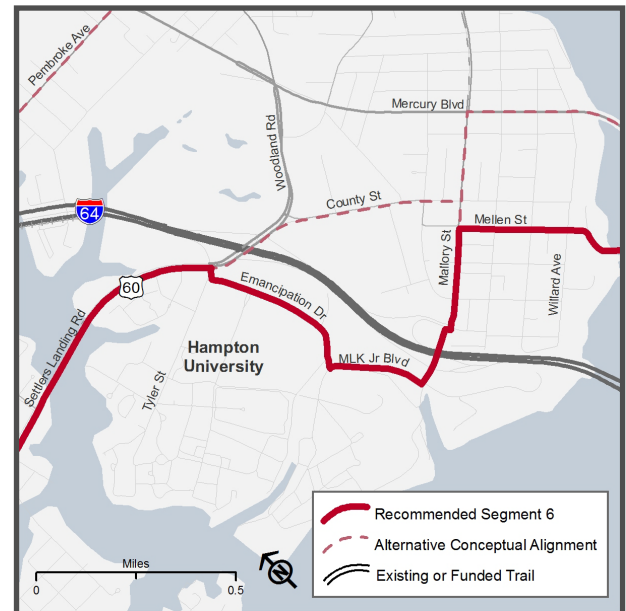 Pembroke Ave
Mercury Blvd
Woodland Rd
64
County St
Mellen St
Mallory St
Willard Ave
60
Emancipation Dr
Settlers Landing Rd
Hampton
University
MLK Jr Blvd
Tyler St
Recommended Segment 6
Alternative Conceptual Alignment
Existing or Funded Trail
Miles
0 0.5
N